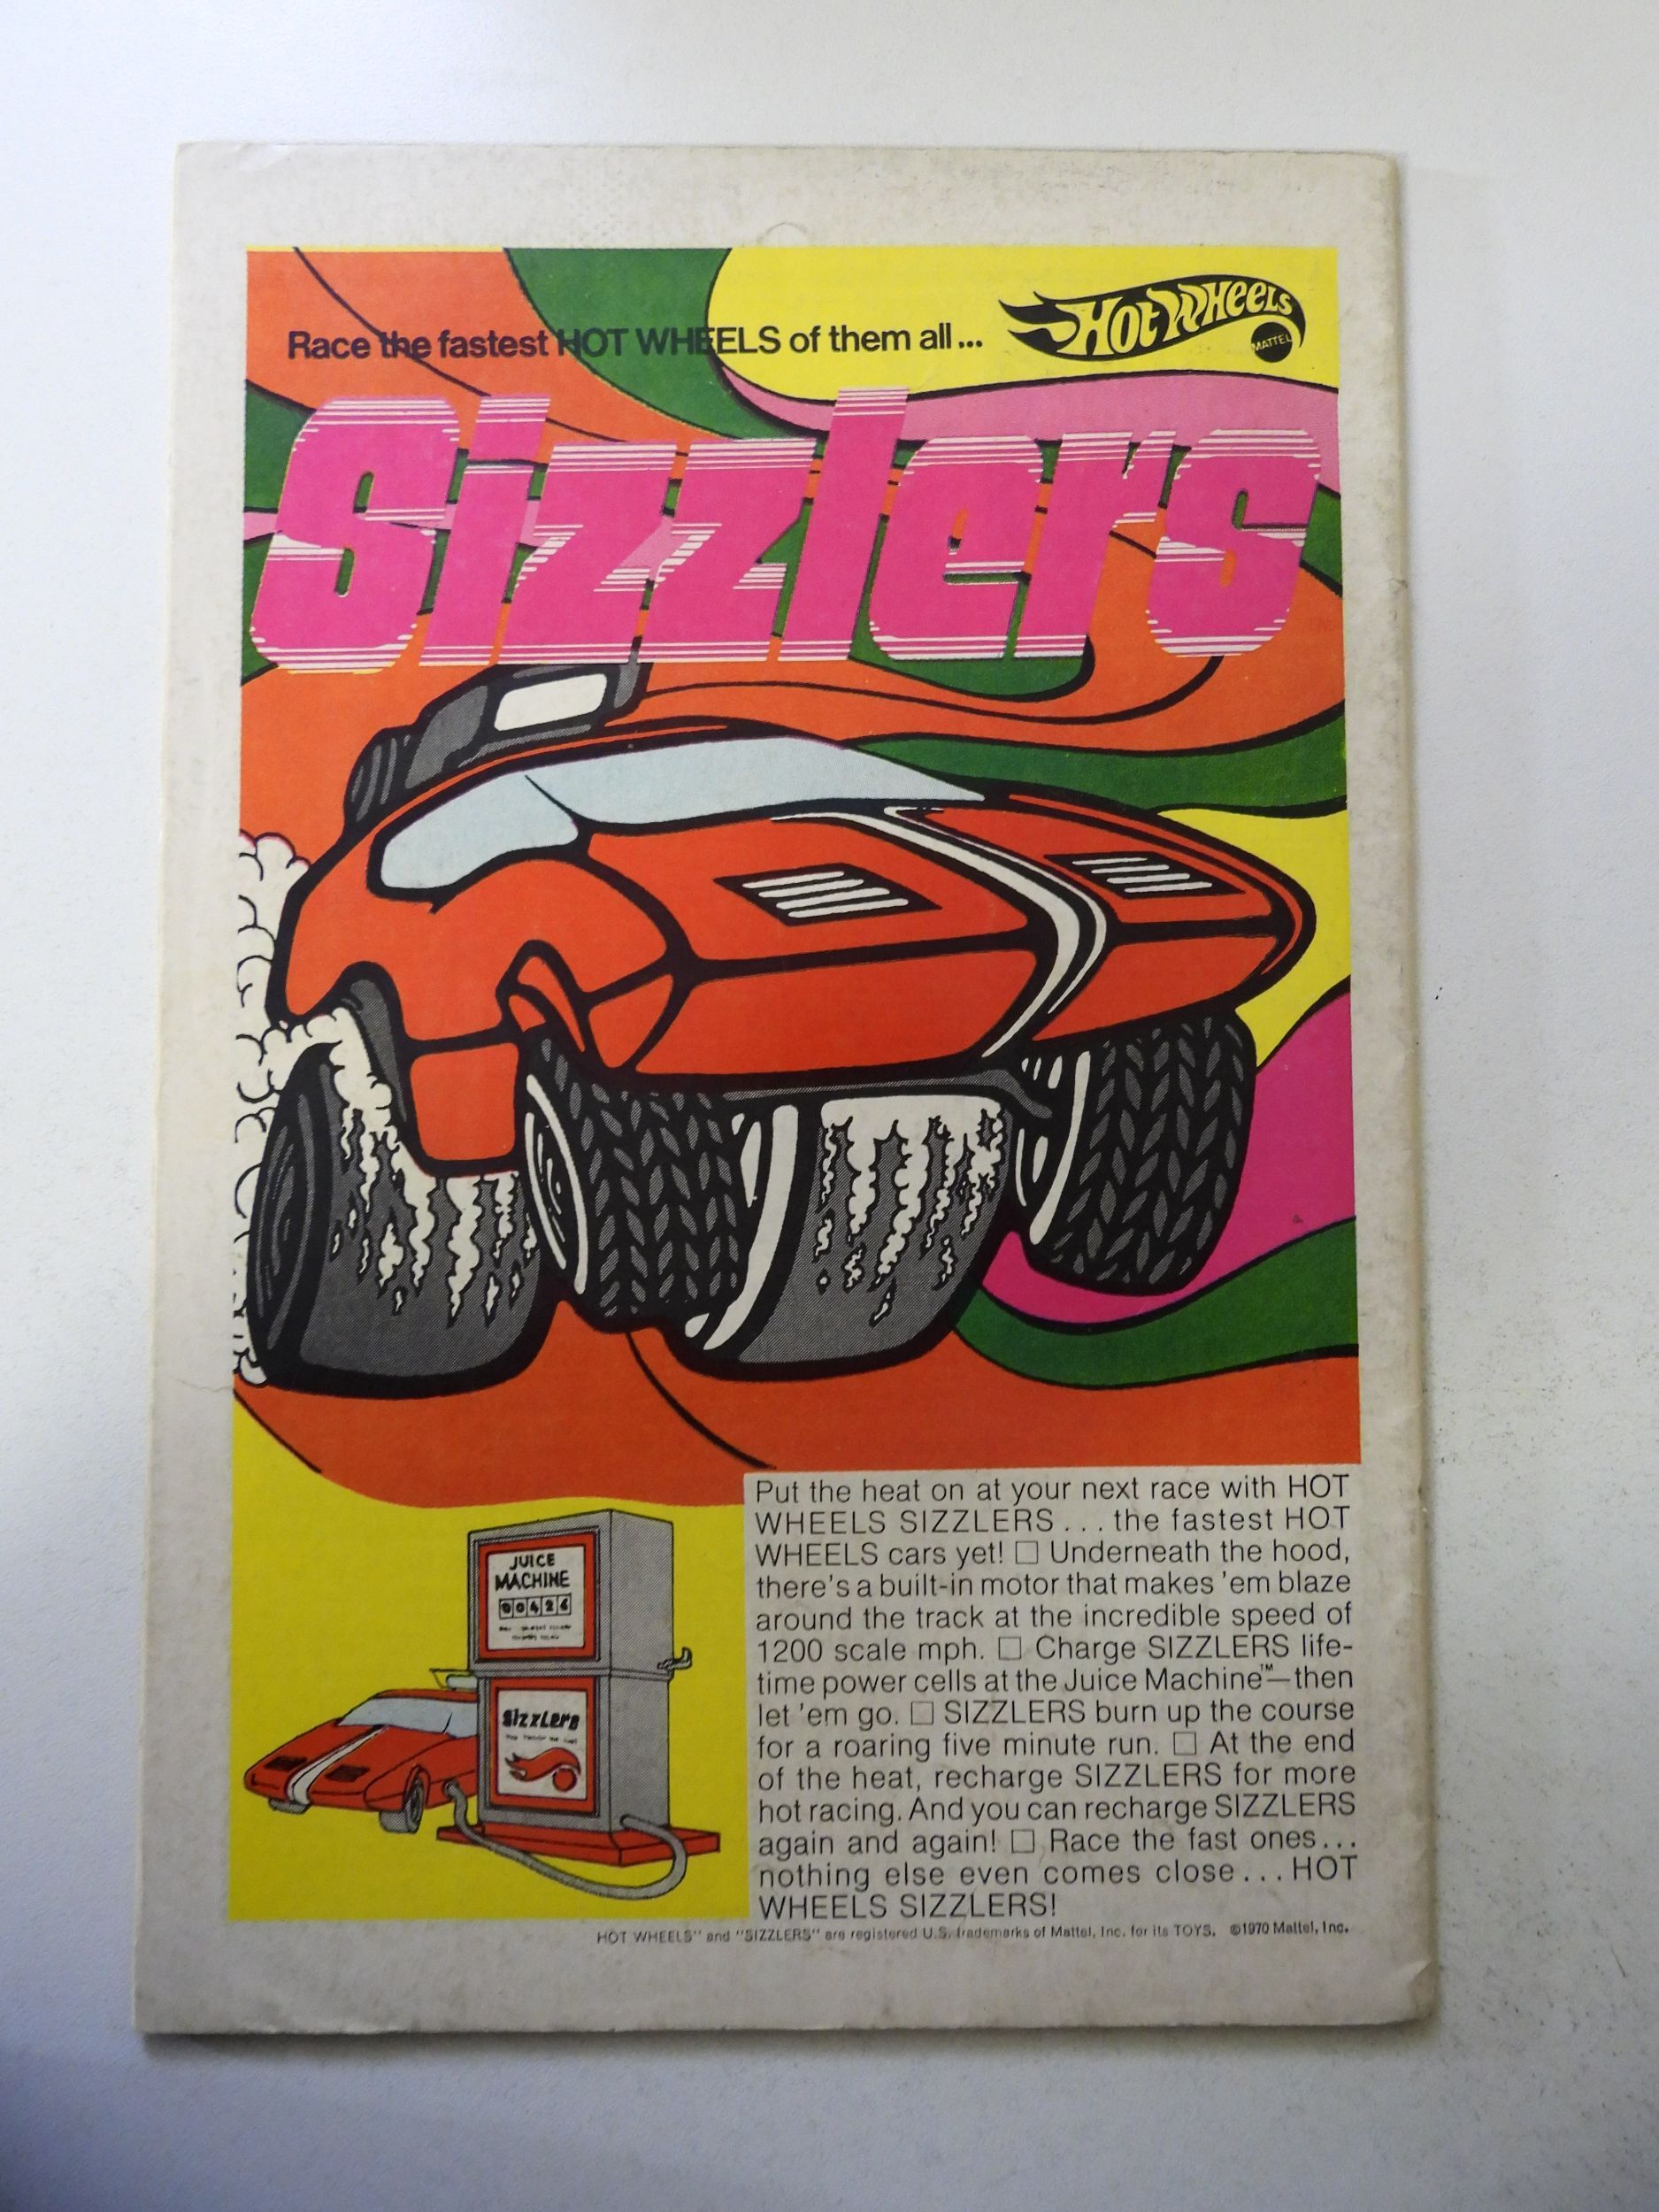 Race the fastest HOT WHEELS of them all...
Hot Wheels
MATTEL
Sizzlers
Put the heat on at your next race with HOT
WHEELS SIZZLERS... the fastest HOT
WHEELS cars yet! □ Underneath the hood,
there's a built-in motor that makes 'em blaze
around the track at the incredible speed of
1200 scale mph. □ Charge SIZZLERS life-
time power cells at the Juice Machine™—then
let 'em go. □ SIZZLERS burn up the course
for a roaring five minute run. □ At the end
of the heat, recharge SIZZLERS for more
hot racing. And you can recharge SIZZLERS
again and again! □ Race the fast ones...
nothing else even comes close... HOT
WHEELS SIZZLERS!
JUICE
MACHINE
00426
SizzLers
HOT WHEELS" and "SIZZLERS" are registered U.S. trademarks of Mattel, Inc. for its TOYS. ©1970 Mattel, Inc.